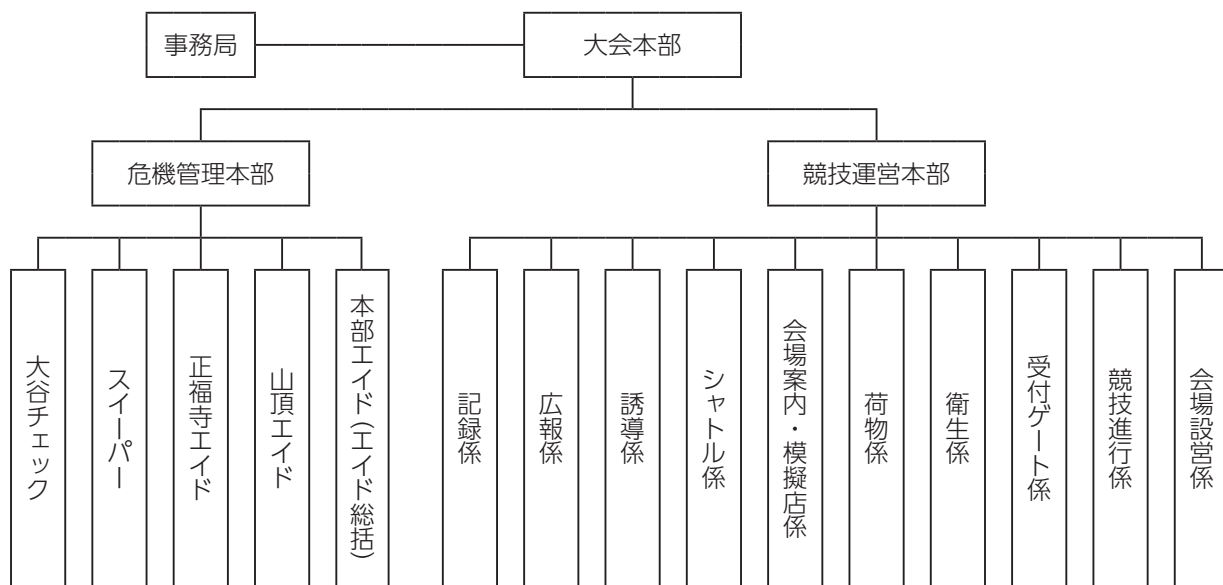 事務局
大会本部
危機管理本部
競技運営本部
大谷チェック
スイーパー
正福寺エイド
山頂エイド
本部エイド(エイド総括)
記録係
広報係
誘導係
シャトル係
会場案内・模擬店係
荷物係
衛生係
受付ゲート係
競技進行係
会場設営係